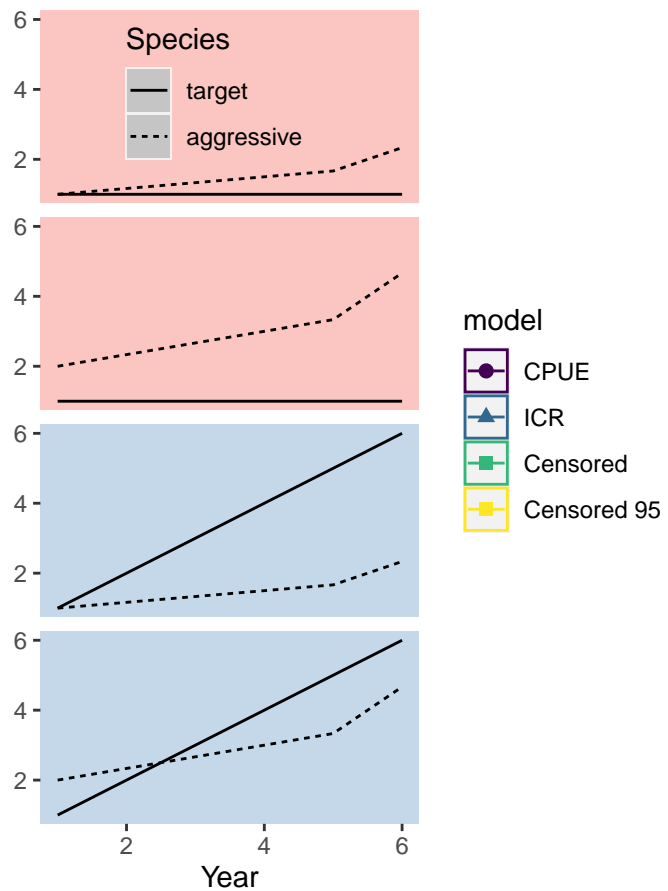 6
4
2
Species
target
aggressive
6
4
2
6
4
2
6
4
2
2 4 6
Year
model
CPUE
ICR
Censored
Censored 95